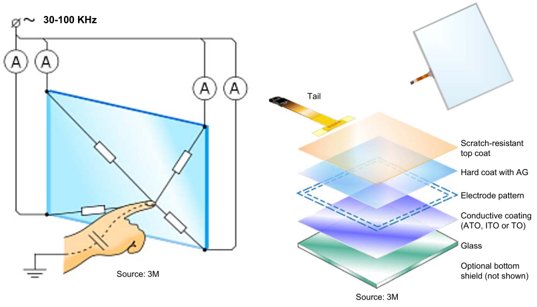 ~ 30-100 KHz
A
A
A
A
Source: 3M
Tail
Scratch-resistant
top coat
Hard coat with AG
Electrode pattern
Conductive coating
(ATO, ITO or TO)
Glass
Optional bottom
shield (not shown)
Source: 3M